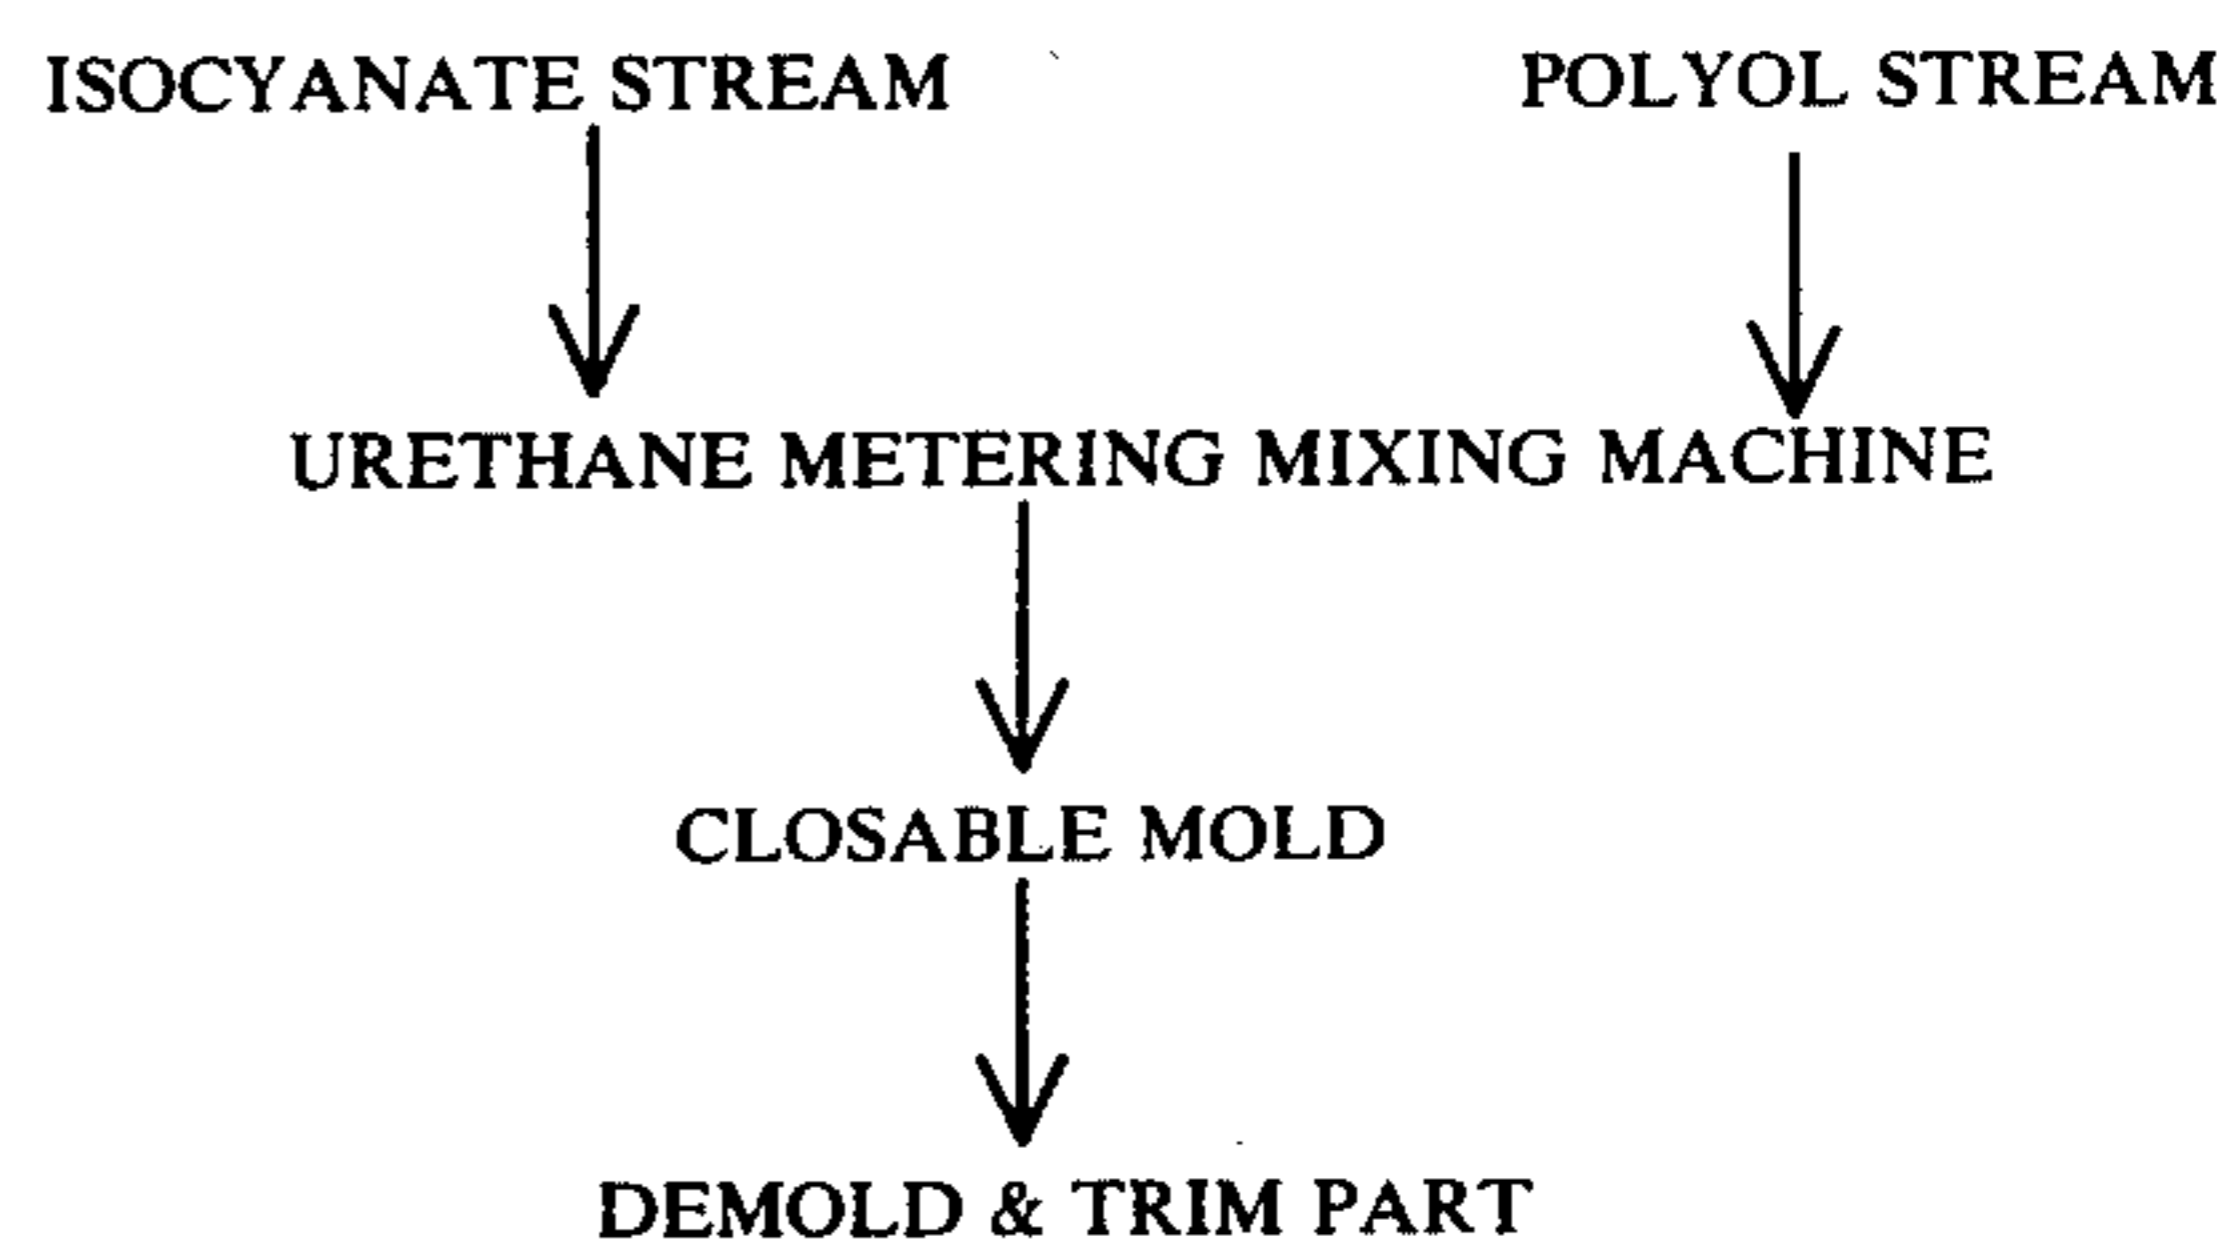 ISOCYANATE STREAM
POLYOL STREAM
URETHANE METERING MIXING MACHINE
CLOSABLE MOLD
DEMOLD & TRIM PART